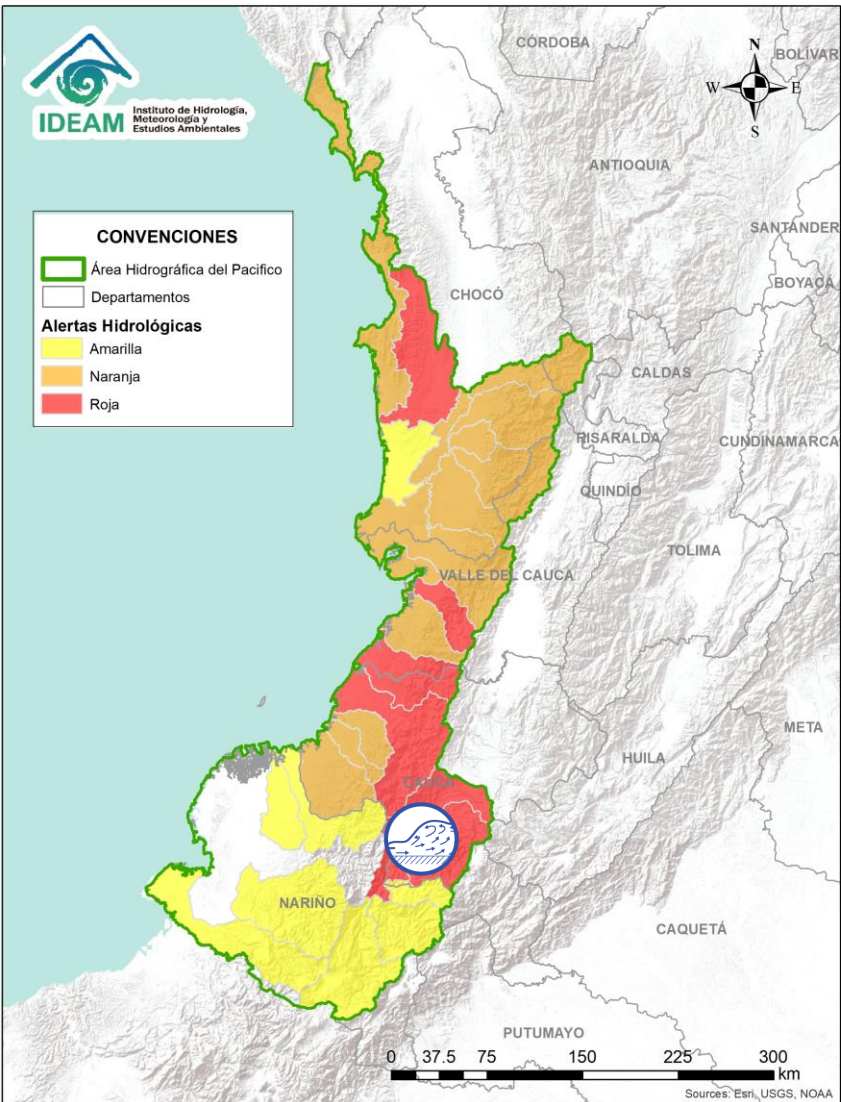 IDEAM
Instituto de Hidrología,
Meteorología y
Estudios Ambientales
N
W
E
S
CÓRDOBA
BOLÍVAR
ANTIOQUIA
SANTANDER
BOYACÁ
CONVENCIONES
Área Hidrográfica del Pacifico
Departamentos
Alertas Hidrológicas
Amarilla
Naranja
Roja
CHOCÓ
CALDAS
RISARALDA
CUNDINAMARCA
QUINDÍO
TOLIMA
VALLE DEL CAUCA
META
HUILA
CAUCA
NARIÑO
CAQUETÁ
PUTUMAYO
0 37.5 75 150 225 300
km
Sources: Esri, USGS, NOAA